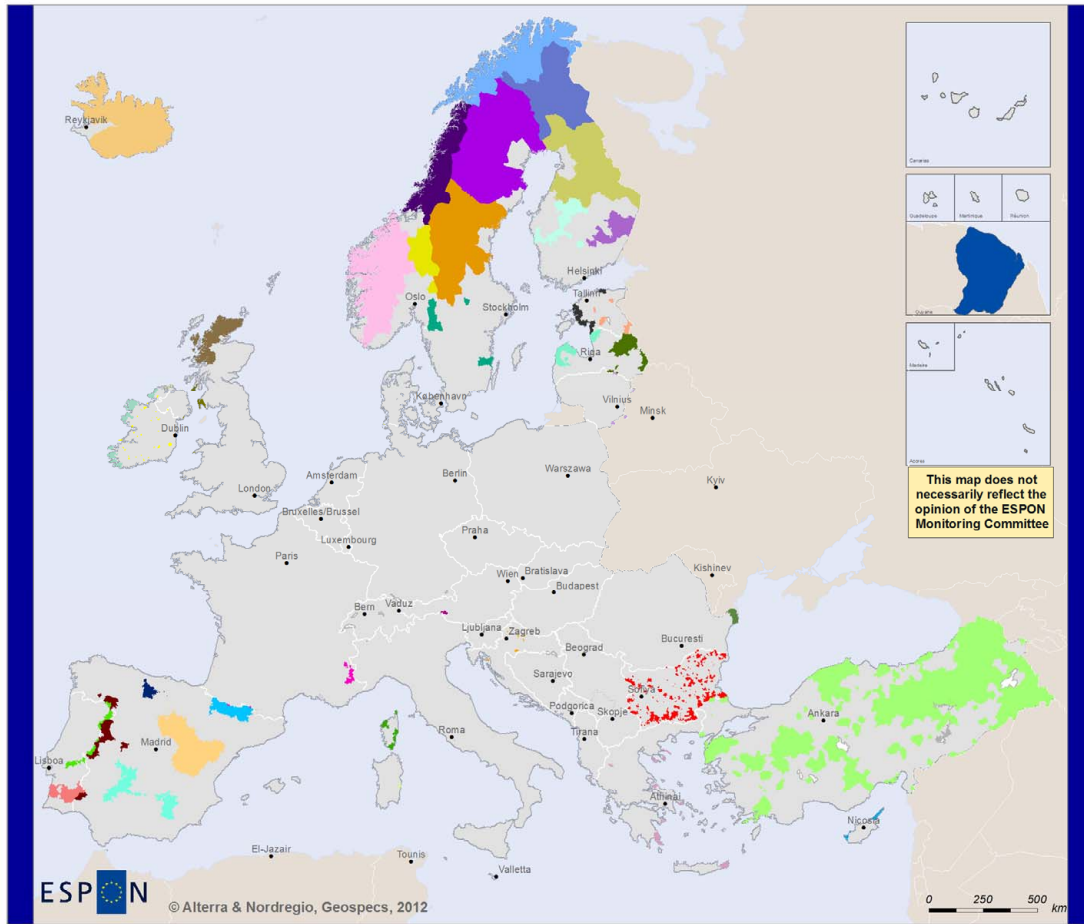 Reykjavik
Oslo
Stockholm
Helsinki
Tallinn
Riga
København
Vilnius
Minsk
Dublin
London
Amsterdam
Berlin
Warszawa
Kyiv
Bruxelles/Brussel
Luxembourg
Praha
Paris
Kishinev
Wien
Bratislava
Budapest
Bern
Vaduz
Ljubljana
Zagreb
Bucuresti
Beograd
Sarajevo
Sofiya
Podgorica
Skopje
Tirana
Roma
Ankara
Madrid
Lisboa
Athinai
Nicosia
El-Jazair
Tounis
Valletta
Canarias
Guadeloupe
Martinique
Réunion
Guyane
Madeira
Acores
This map does not
necessarily reflect the
opinion of the ESPON
Monitoring Committee
ESPON
© Alterra & Nordregio, Geospecs, 2012
0 250 500
km